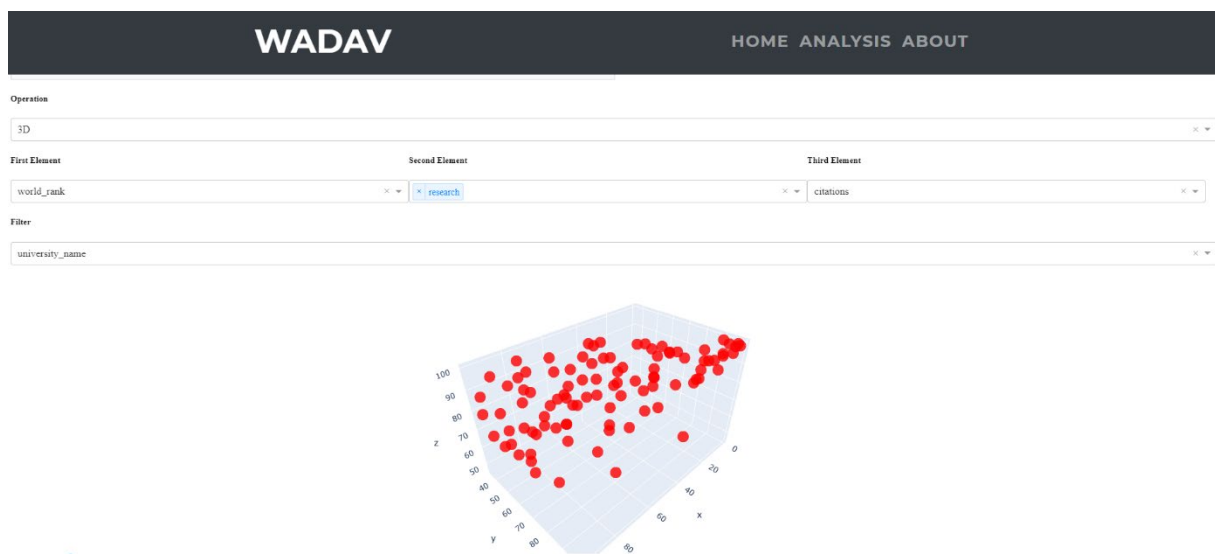 WADAV
HOME ANALYSIS ABOUT
Operation
3D
× ▾
First Element
Second Element
Third Element
world_rank
× ▾
× research
× ▾
citations
× ▾
Filter
university_name
× ▾
100
90
80
70
60
50
z
40
50
60
70
80
y
0
20
40
60
80
x